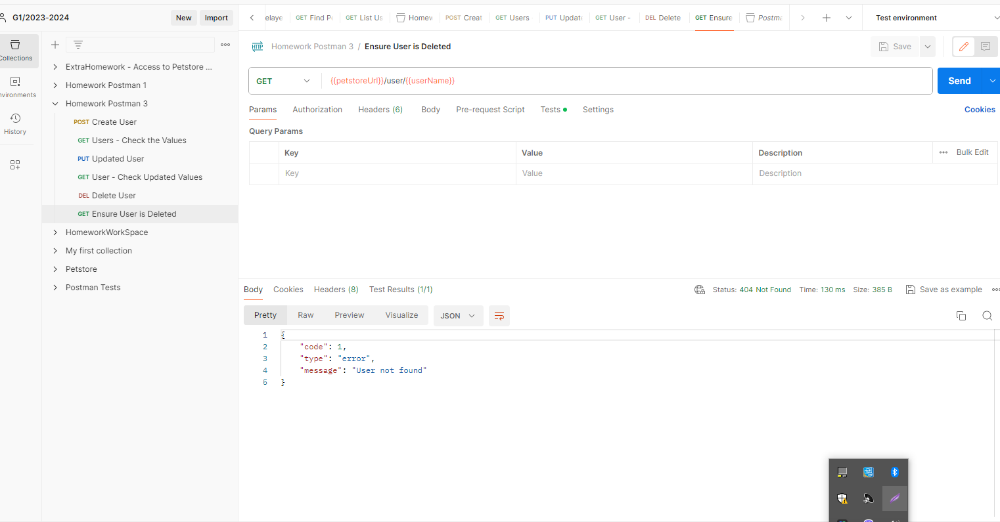 G1/2023-2024
New
Import
elaye
GET Find P
GET List Us
Homew
POST Creat
GET Users
PUT Update
GET User -
DEL Delete
GET Ensure
Postma
Test environment
Collections
nvironments
History
Homework Postman 3 / Ensure User is Deleted
Save
ExtraHomework - Access to Petstore ...
Homework Postman 1
Homework Postman 3
POST Create User
GET Users - Check the Values
PUT Updated User
GET User - Check Updated Values
DEL Delete User
GET Ensure User is Deleted
HomeworkWorkSpace
My first collection
Petstore
Postman Tests
GET
{{petstoreUrl}}/user/{{userName}}
Send
Params
Authorization
Headers (6)
Body
Pre-request Script
Tests
Settings
Cookies
Query Params
Key
Value
Description
Bulk Edit
Key
Value
Description
Body
Cookies
Headers (8)
Test Results (1/1)
Status: 404 Not Found
Time: 130 ms
Size: 385 B
Save as example
Pretty
Raw
Preview
Visualize
JSON
1 {
2 "code": 1,
3 "type": "error",
4 "message": "User not found"
5 }